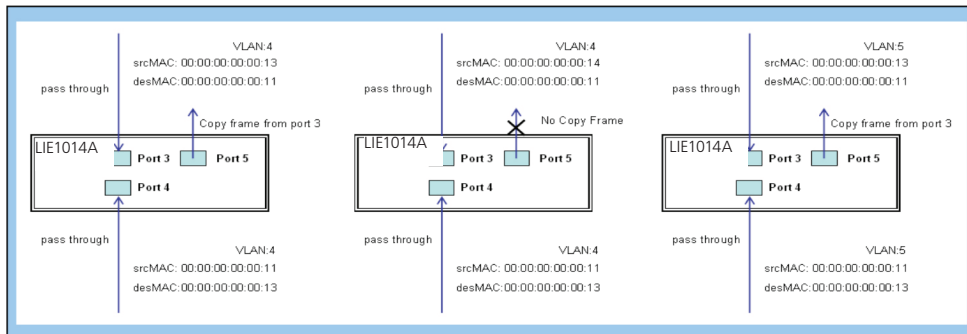 VLAN:4
srcMAC: 00:00:00:00:00:13
desMAC:00:00:00:00:00:11
pass through
Copy frame from port 3
LIE1014A
Port 3
Port 5
Port 4
pass through
VLAN:4
srcMAC: 00:00:00:00:00:11
desMAC:00:00:00:00:00:13
VLAN:4
srcMAC: 00:00:00:00:00:14
desMAC:00:00:00:00:00:11
pass through
No Copy Frame
LIE1014A
Port 3
Port 5
Port 4
pass through
VLAN:4
srcMAC: 00:00:00:00:00:11
desMAC:00:00:00:00:00:13
VLAN:5
srcMAC: 00:00:00:00:00:13
desMAC:00:00:00:00:00:11
pass through
Copy frame from port 3
LIE1014A
Port 3
Port 5
Port 4
pass through
VLAN:5
srcMAC: 00:00:00:00:00:11
desMAC:00:00:00:00:00:13